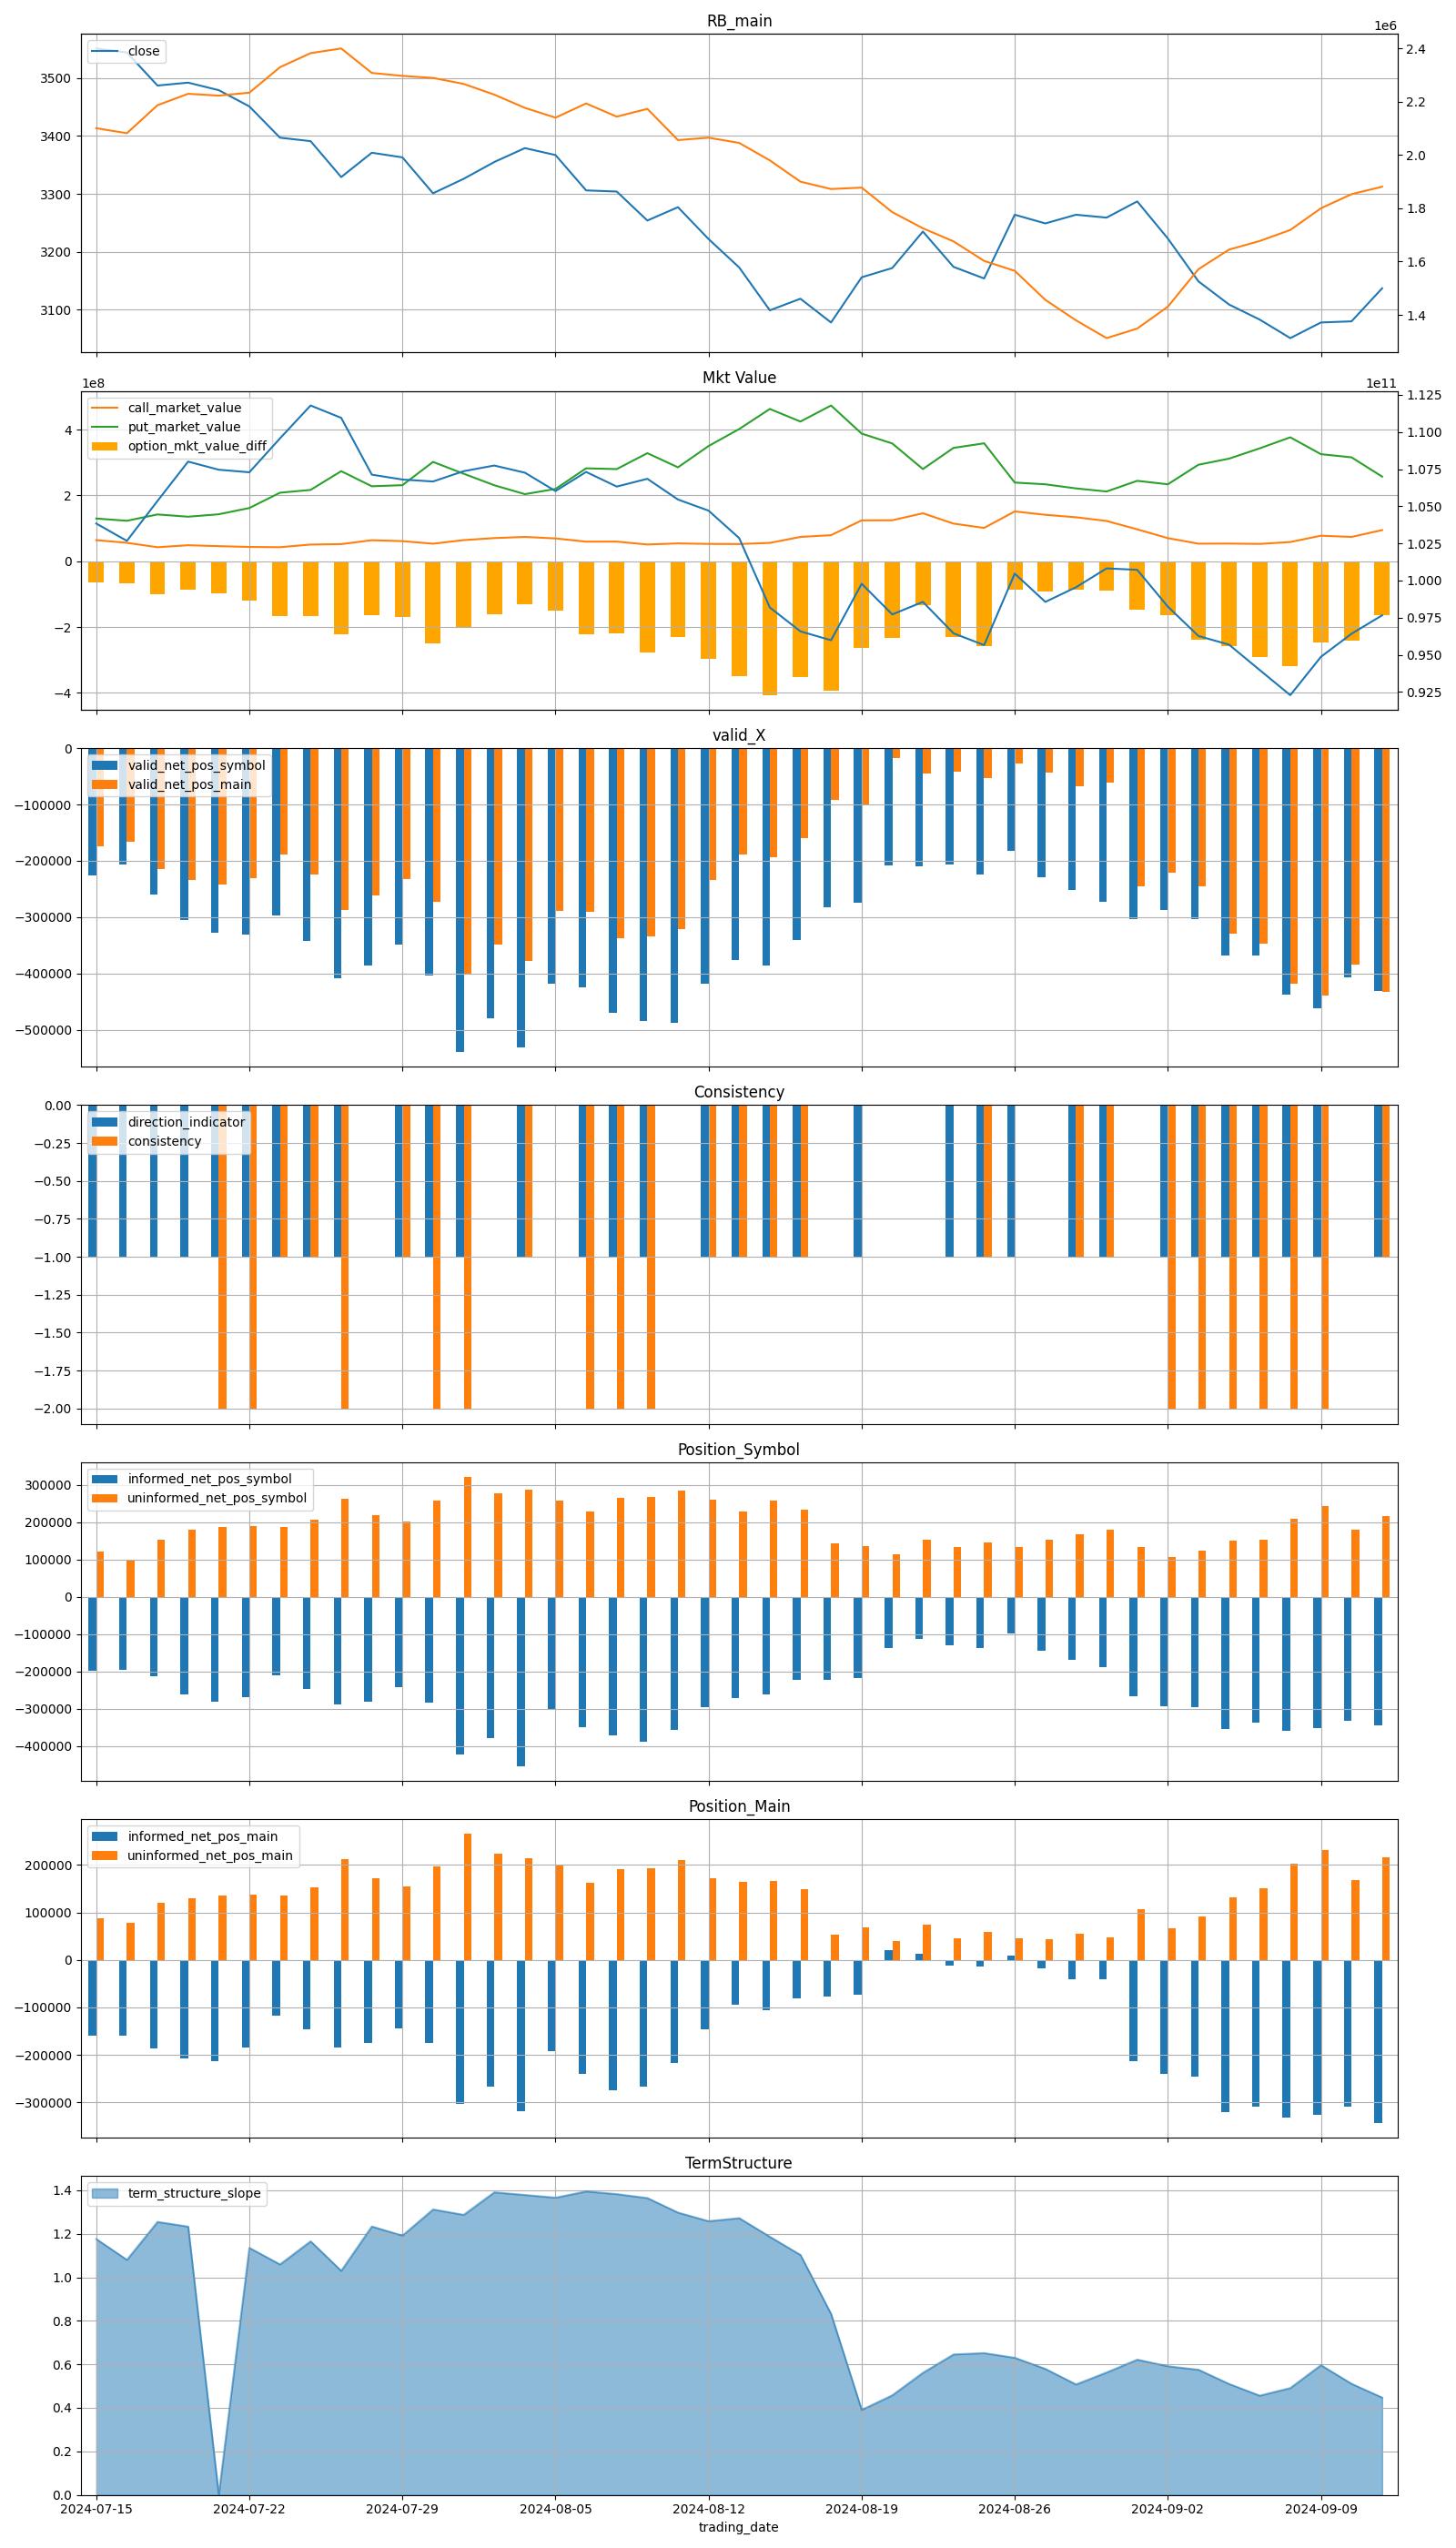 RB_main
1e6
close
3500
3400
3300
3200
3100
2.4
2.2
2.0
1.8
1.6
1.4
Mkt Value
1e8
1e11
call_market_value
put_market_value
option_mkt_value_diff
4
2
0
−2
−4
1.125
1.100
1.075
1.050
1.025
1.000
0.975
0.950
0.925
valid_X
valid_net_pos_symbol
valid_net_pos_main
0
−100000
−200000
−300000
−400000
−500000
Consistency
direction_indicator
consistency
0.00
−0.25
−0.50
−0.75
−1.00
−1.25
−1.50
−1.75
−2.00
Position_Symbol
informed_net_pos_symbol
uninformed_net_pos_symbol
300000
200000
100000
0
−100000
−200000
−300000
−400000
Position_Main
informed_net_pos_main
uninformed_net_pos_main
200000
100000
0
−100000
−200000
−300000
TermStructure
term_structure_slope
1.4
1.2
1.0
0.8
0.6
0.4
0.2
0.0
2024-07-15 2024-07-22 2024-07-29 2024-08-05 2024-08-12 2024-08-19 2024-08-26 2024-09-02 2024-09-09
trading_date